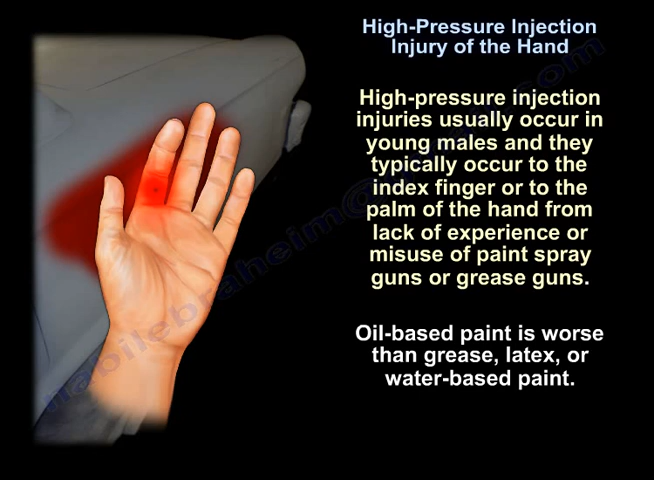 High-Pressure Injection
Injury of the Hand
High-pressure injection
injuries usually occur in
young males and they
typically occur to the
index finger or to the
palm of the hand from
lack of experience or
misuse of paint spray
guns or grease guns.
Oil-based paint is worse
than grease, latex, or
water-based paint.